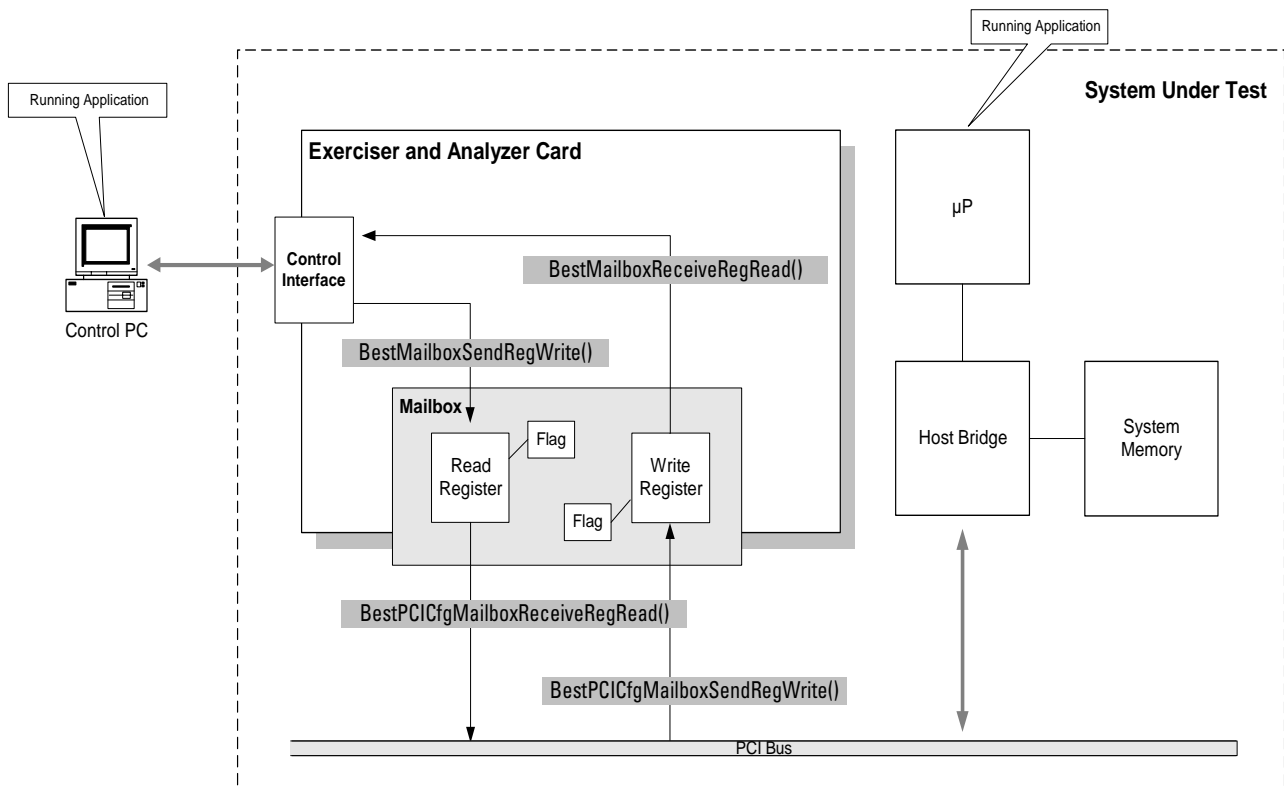 Running Application
System Under Test
Running Application
Exerciser and Analyzer Card
µP
Control
Interface
BestMailboxReceiveRegRead()
Control PC
BestMailboxSendRegWrite()
Mailbox
Flag
Read
Register
Write
Register
Flag
Host Bridge
System
Memory
BestPCICfgMailboxReceiveRegRead()
BestPCICfgMailboxSendRegWrite()
PCI Bus